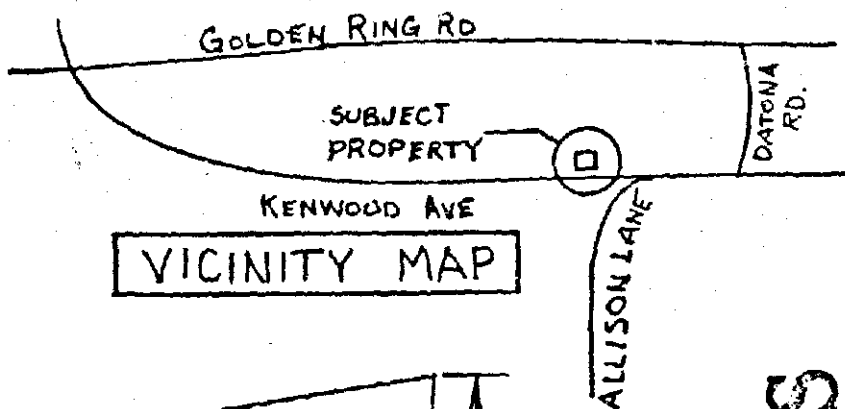 GOLDEN RING RD
SUBJECT
PROPERTY
DATONA
RD.
KENWOOD AVE
VICINITY MAP
ALLISON LANE
S